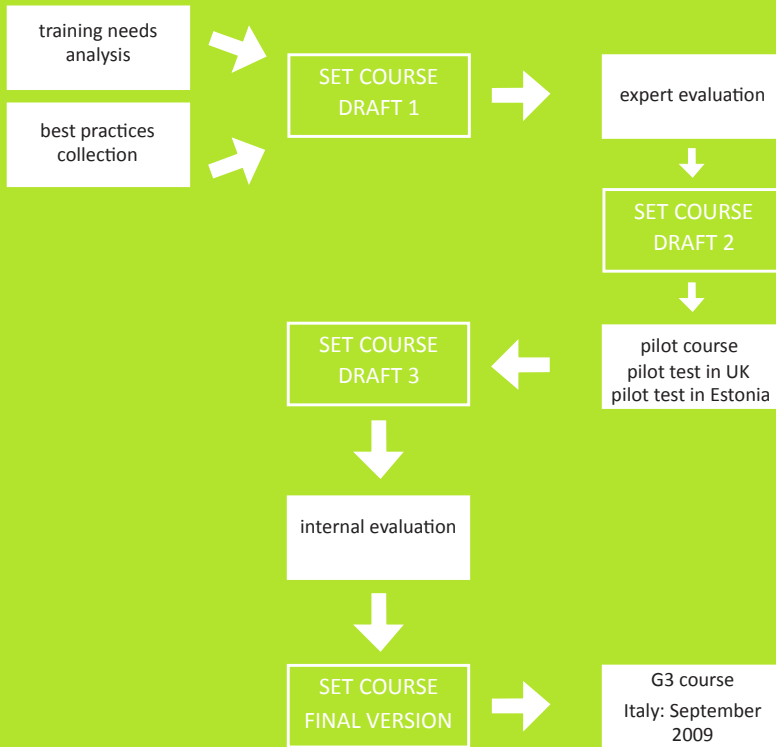 training needs
analysis
best practices
collection
SET COURSE
DRAFT 1
expert evaluation
SET COURSE
DRAFT 2
pilot course
pilot test in UK
pilot test in Estonia
SET COURSE
DRAFT 3
internal evaluation
SET COURSE
FINAL VERSION
G3 course
Italy: September
2009